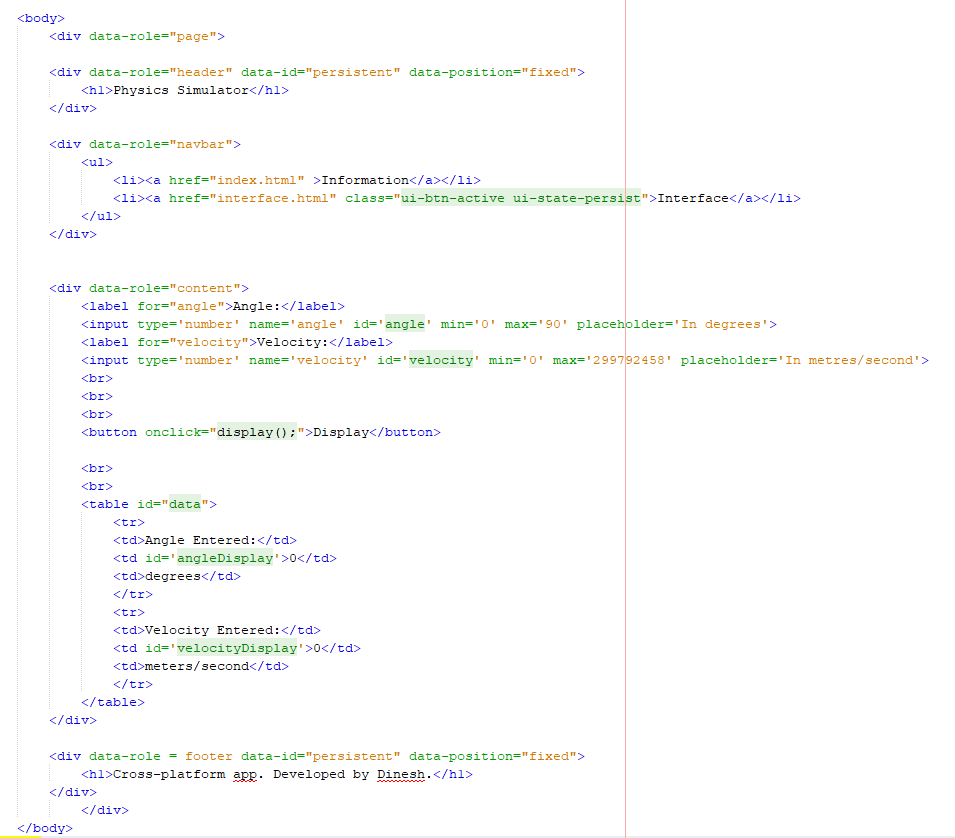 <body>
<div data-role="page">
<div data-role="header" data-id="persistent" data-position="fixed">
<h1>Physics Simulator</h1>
</div>
<div data-role="navbar">
<ul>
<li><a href="index.html" >Information</a></li>
<li><a href="interface.html" class="ui-btn-active ui-state-persist">Interface</a></li>
</ul>
</div>
<div data-role="content">
<label for="angle">Angle:</label>
<input type='number' name='angle' id='angle' min='0' max='90' placeholder='In degrees'>
<label for="velocity">Velocity:</label>
<input type='number' name='velocity' id='velocity' min='0' max='299792458' placeholder='In metres/second'>
<br>
<br>
<br>
<button onclick="display();">Display</button>
<br>
<br>
<table id="data">
<tr>
<td>Angle Entered:</td>
<td id='angleDisplay'>0</td>
<td>degrees</td>
</tr>
<tr>
<td>Velocity Entered:</td>
<td id='velocityDisplay'>0</td>
<td>meters/second</td>
</tr>
</table>
</div>
<div data-role = footer data-id="persistent" data-position="fixed">
<h1>Cross-platform app. Developed by Dinesh.</h1>
</div>
</div>
</body>